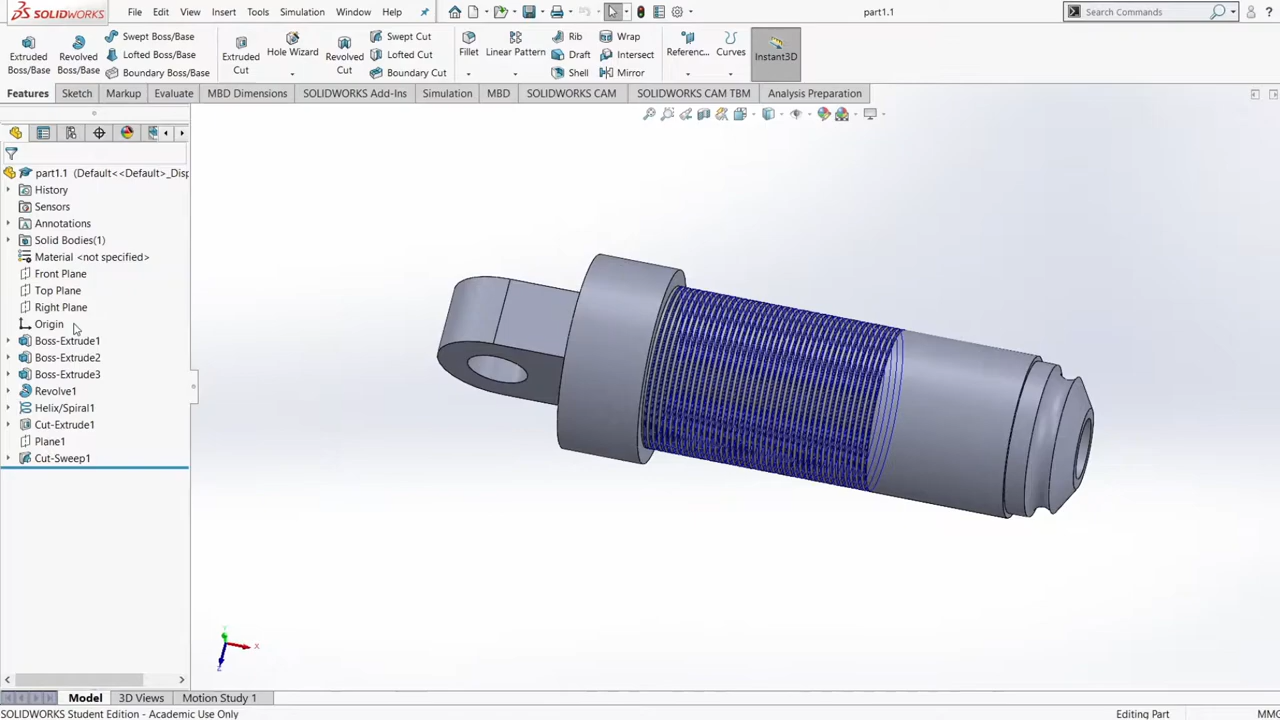 SOLIDWORKS File Edit View Insert Tools Simulation Window Help part1.1 Search Commands ?
Extruded Boss/Base
Revolved Boss/Base
Swept Boss/Base
Lofted Boss/Base
Boundary Boss/Base
Extruded Cut
Hole Wizard
Revolved Cut
Swept Cut
Lofted Cut
Boundary Cut
Fillet
Linear Pattern
Rib
Draft
Shell
Wrap
Intersect
Mirror
Referenc...
Curves
Instant3D
Features Sketch Markup Evaluate MBD Dimensions SOLIDWORKS Add-Ins Simulation MBD SOLIDWORKS CAM SOLIDWORKS CAM TBM Analysis Preparation
part1.1 (Default<<Default>_Disp
History
Sensors
Annotations
Solid Bodies(1)
Material <not specified>
Front Plane
Top Plane
Right Plane
Origin
Boss-Extrude1
Boss-Extrude2
Boss-Extrude3
Revolve1
Helix/Spiral1
Cut-Extrude1
Plane1
Cut-Sweep1
Y
X
Z
Model 3D Views Motion Study 1
SOLIDWORKS Student Edition - Academic Use Only Editing Part MMG